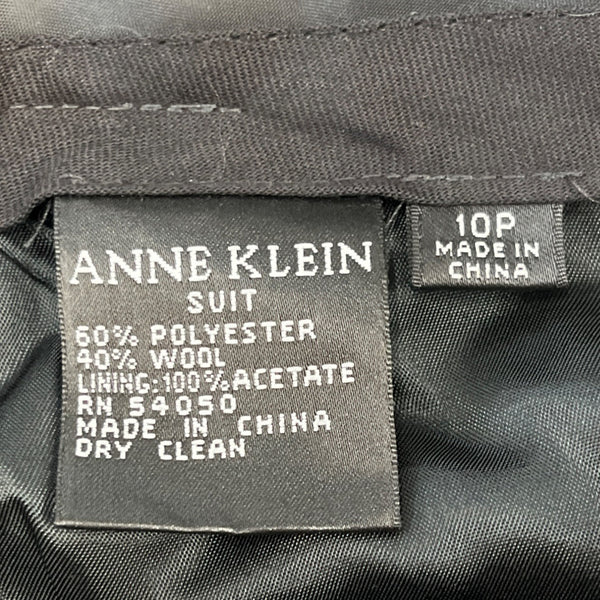 ANNE KLEIN
SUIT
60% POLYESTER
40% WOOL
LINING:100% ACETATE
RN 54050
MADE IN CHINA
DRY CLEAN
10P
MADE IN
CHINA